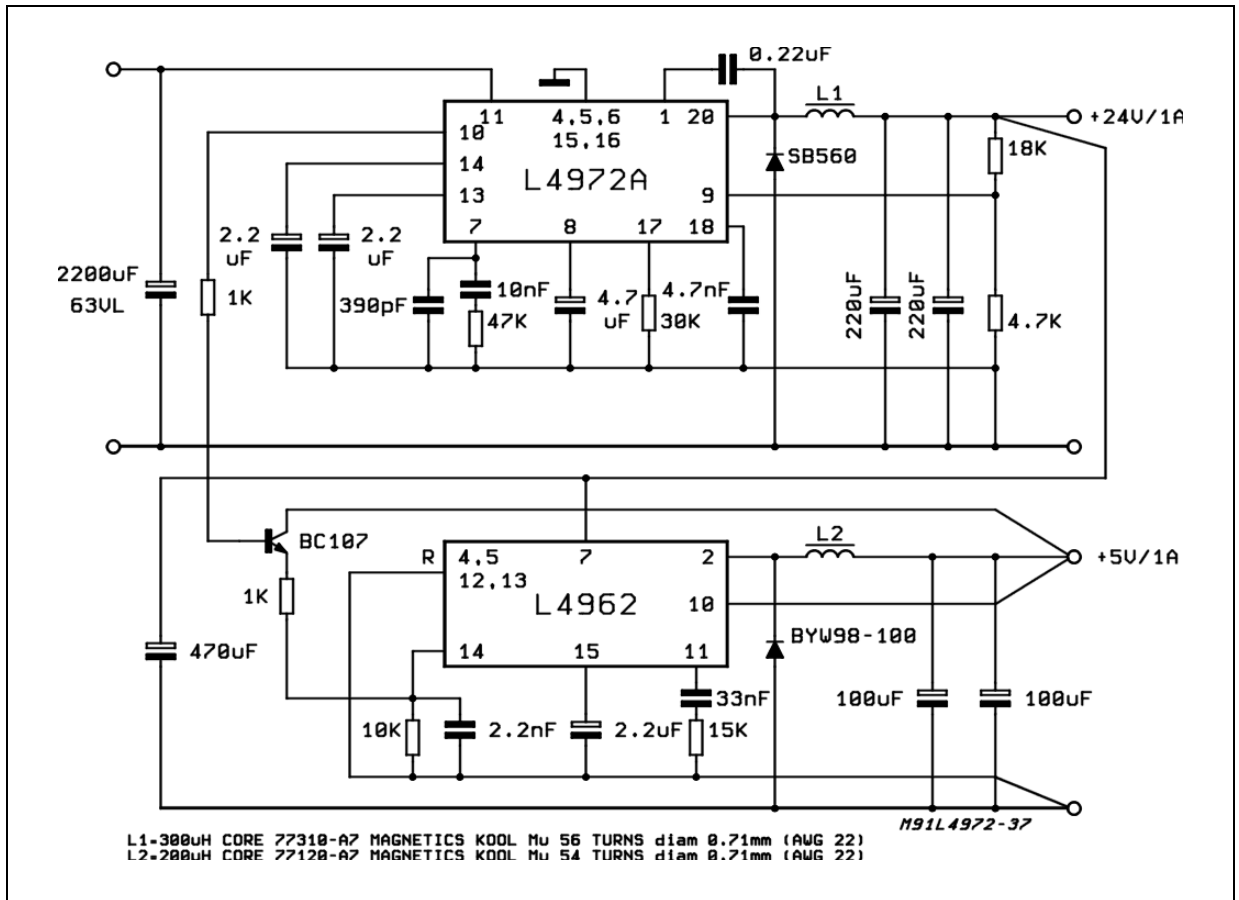 0.22uF
L1
+24V/1A
11
4,5,6
1
20
10
15,16
18K
14
SB560
L4972A
13
9
7
8
17
18
2.2
uF
2.2
uF
2200uF
63VL
1K
390pF
10nF
47K
4.7
uF
30K
4.7nF
220uF
220uF
4.7K
BC107
L2
R
4,5
7
2
+5V/1A
12,13
1K
L4962
10
470uF
14
15
11
BYW98-100
33nF
100uF
100uF
10K
2.2nF
2.2uF
15K
M91L4972-37
L1=300uH CORE 77310-A7 MAGNETICS KOOL Mu 56 TURNS diam 0.71mm (AWG 22)
L2=200uH CORE 77120-A7 MAGNETICS KOOL Mu 54 TURNS diam 0.71mm (AWG 22)